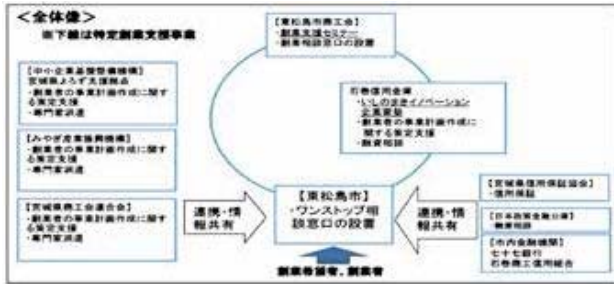 ＜全体像＞
※下線は特定創業支援事業
【東松島市商工会】
・創業支援セミナー
・創業相談窓口の設置
【中小企業基盤整備機構】
宮城県よろず支援拠点
・創業者の事業計画作成に関す
る策定支援
・専門家派遣
【みやぎ産業振興機構】
・創業者の事業計画作成に関す
る策定支援
・専門家派遣
【宮城県商工会連合会】
・創業者の事業計画作成に関す
る策定支援
・専門家派遣
石巻信用金庫
・いしのまきイノベーション
企業家塾
・創業者の事業計画作成に
関する策定支援
・融資相談
連携・情
報共有
【東松島市】
・ワンストップ相
談窓口の設置
連携・情
報共有
【宮城県信用保証協会】
・信用保証
【日本政策金融公庫】
・融資相談
【市内金融機関】
七十七銀行
石巻商工信用組合
創業希望者、創業者